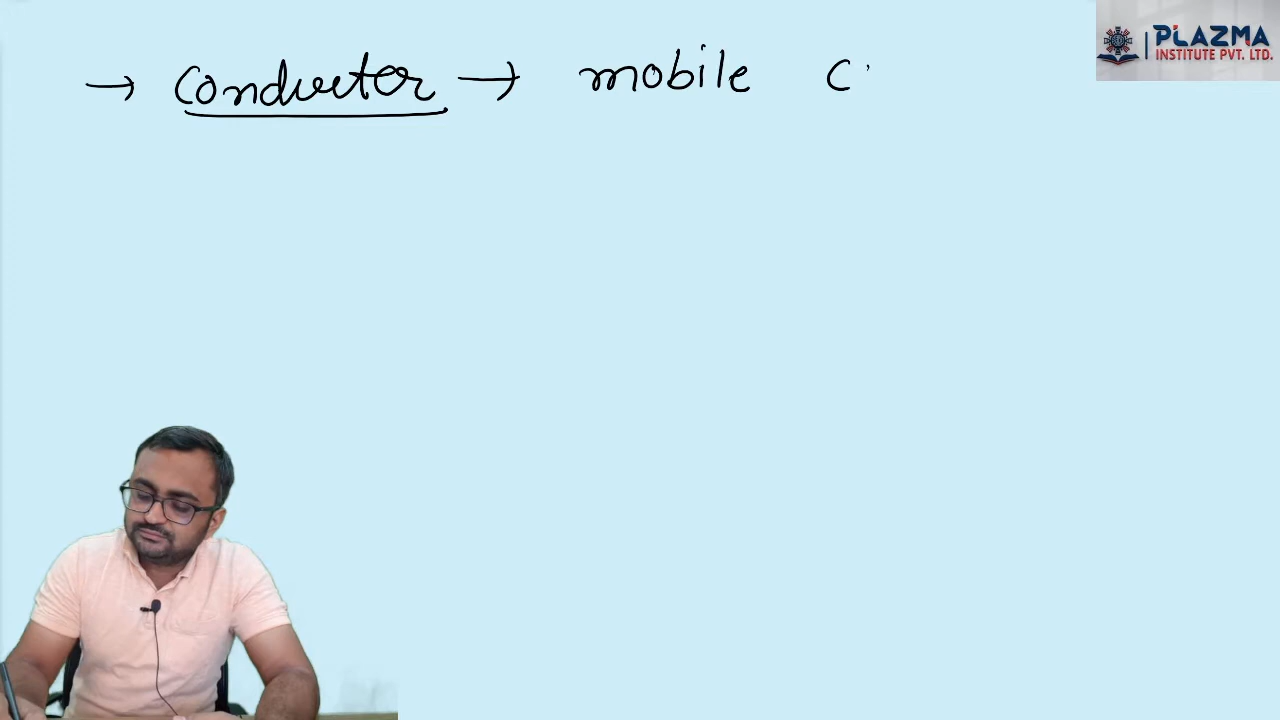 → conductor → mobile c
PLAZMA
INSTITUTE PVT. LTD.